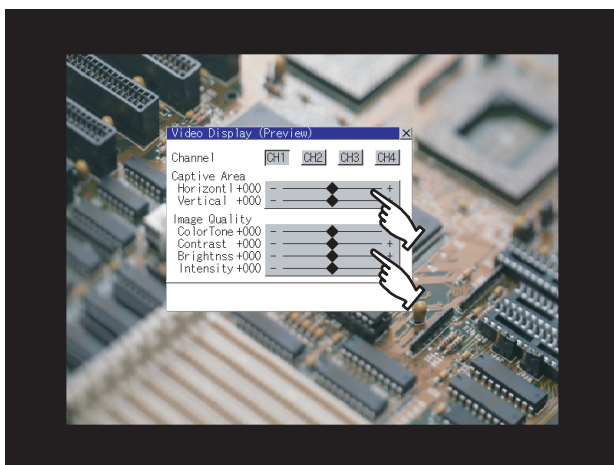 Video Display (Preview) ×
Channel CH1 CH2 CH3 CH4
Captive Area
Horizontl +000 - +
Vertical +000 -
Image Quality
ColorTone +000 -
Contrast +000 - +
Brightnss +000 - +
Intensity +000 -